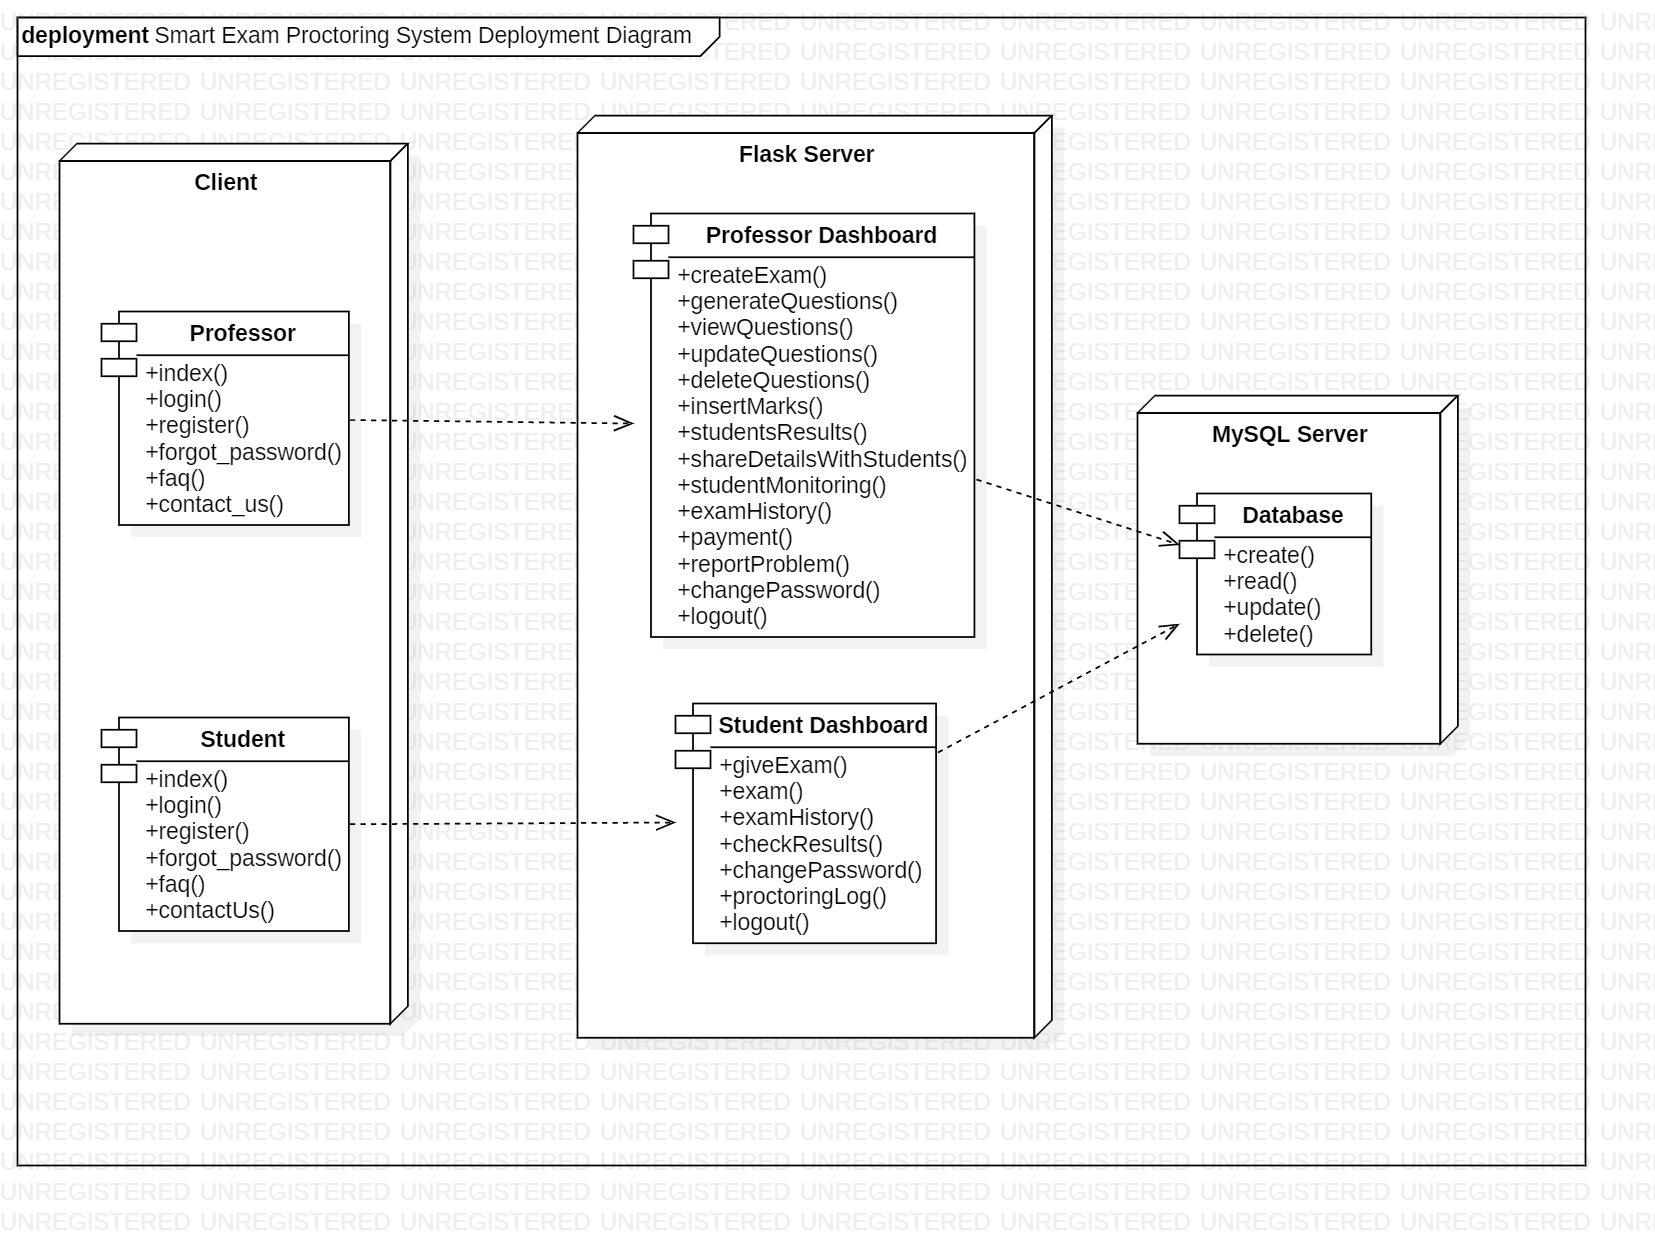 deployment Smart Exam Proctoring System Deployment Diagram
Client
Professor
+index()
+login()
+register()
+forgot_password()
+faq()
+contact_us()
Student
+index()
+login()
+register()
+forgot_password()
+faq()
+contactUs()
Flask Server
Professor Dashboard
+createExam()
+generateQuestions()
+viewQuestions()
+updateQuestions()
+deleteQuestions()
+insertMarks()
+studentsResults()
+shareDetailsWithStudents()
+studentMonitoring()
+examHistory()
+payment()
+reportProblem()
+changePassword()
+logout()
Student Dashboard
+giveExam()
+exam()
+examHistory()
+checkResults()
+changePassword()
+proctoringLog()
+logout()
MySQL Server
Database
+create()
+read()
+update()
+delete()
UNREGISTERED